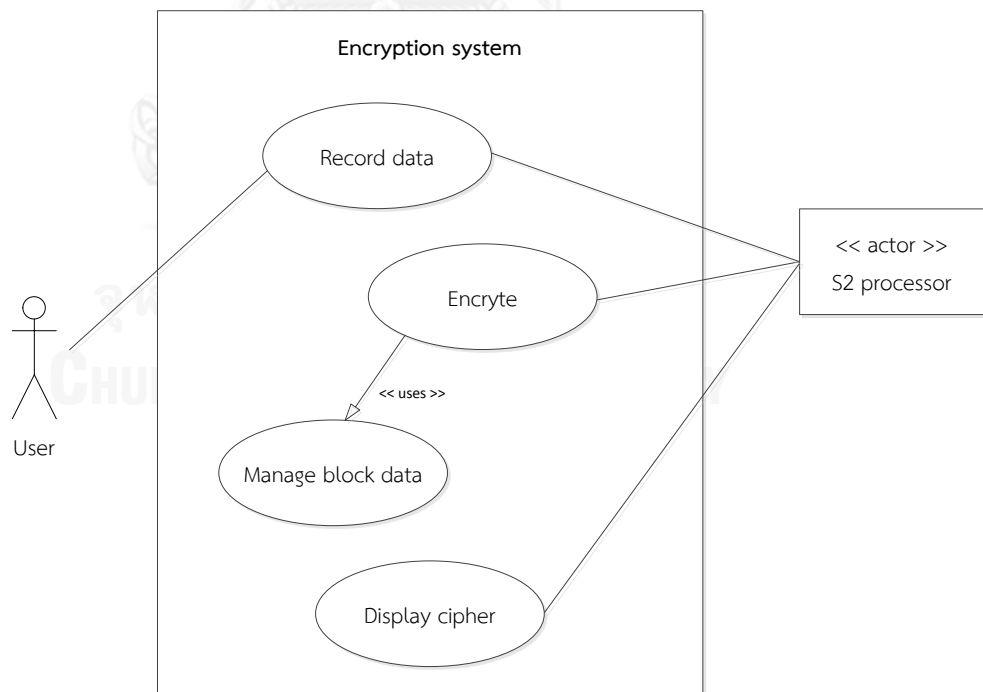 Encryption system
Record data
<< actor >>
S2 processor
Encryte
<< uses >>
User
Manage block data
Display cipher